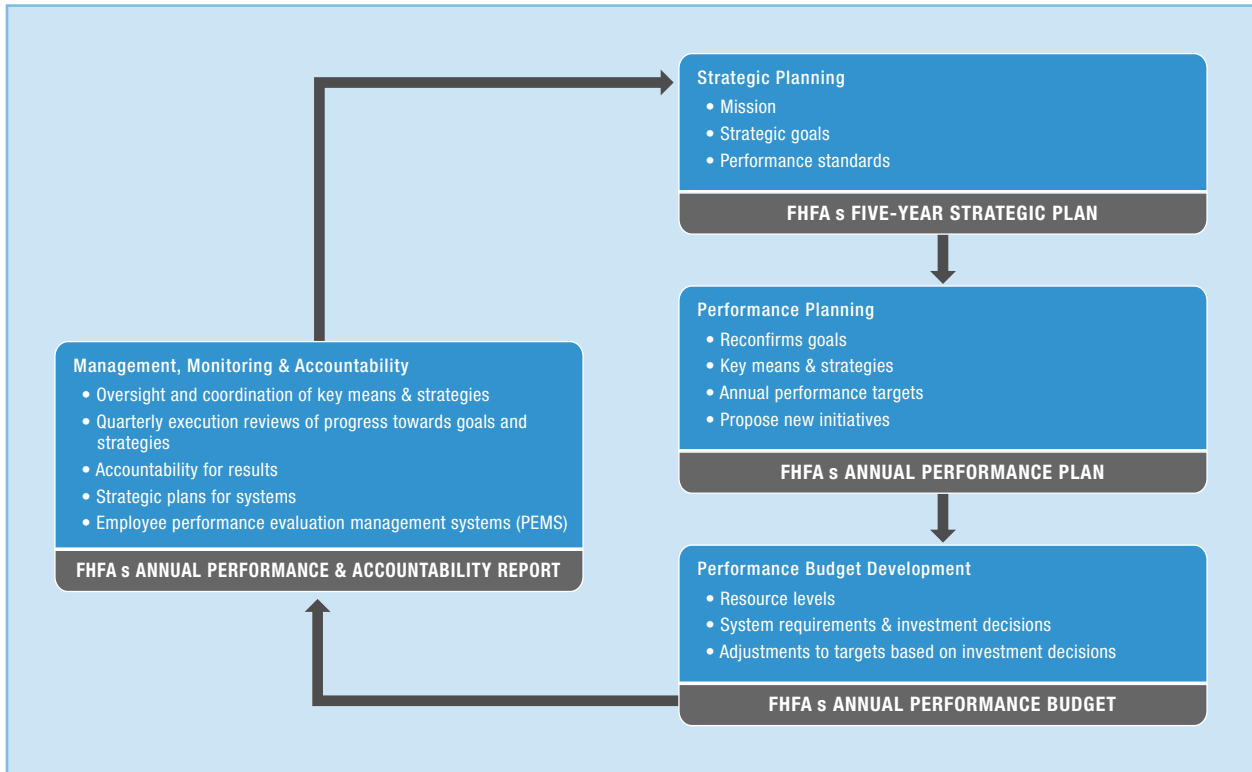 Strategic Planning
• Mission
• Strategic goals
• Performance standards
FHFA s FIVE-YEAR STRATEGIC PLAN
Performance Planning
• Reconfirms goals
• Key means & strategies
• Annual performance targets
• Propose new initiatives
FHFA s ANNUAL PERFORMANCE PLAN
Performance Budget Development
• Resource levels
• System requirements & investment decisions
• Adjustments to targets based on investment decisions
FHFA s ANNUAL PERFORMANCE BUDGET
Management, Monitoring & Accountability
• Oversight and coordination of key means & strategies
• Quarterly execution reviews of progress towards goals and
strategies
• Accountability for results
• Strategic plans for systems
• Employee performance evaluation management systems (PEMS)
FHFA s ANNUAL PERFORMANCE & ACCOUNTABILITY REPORT